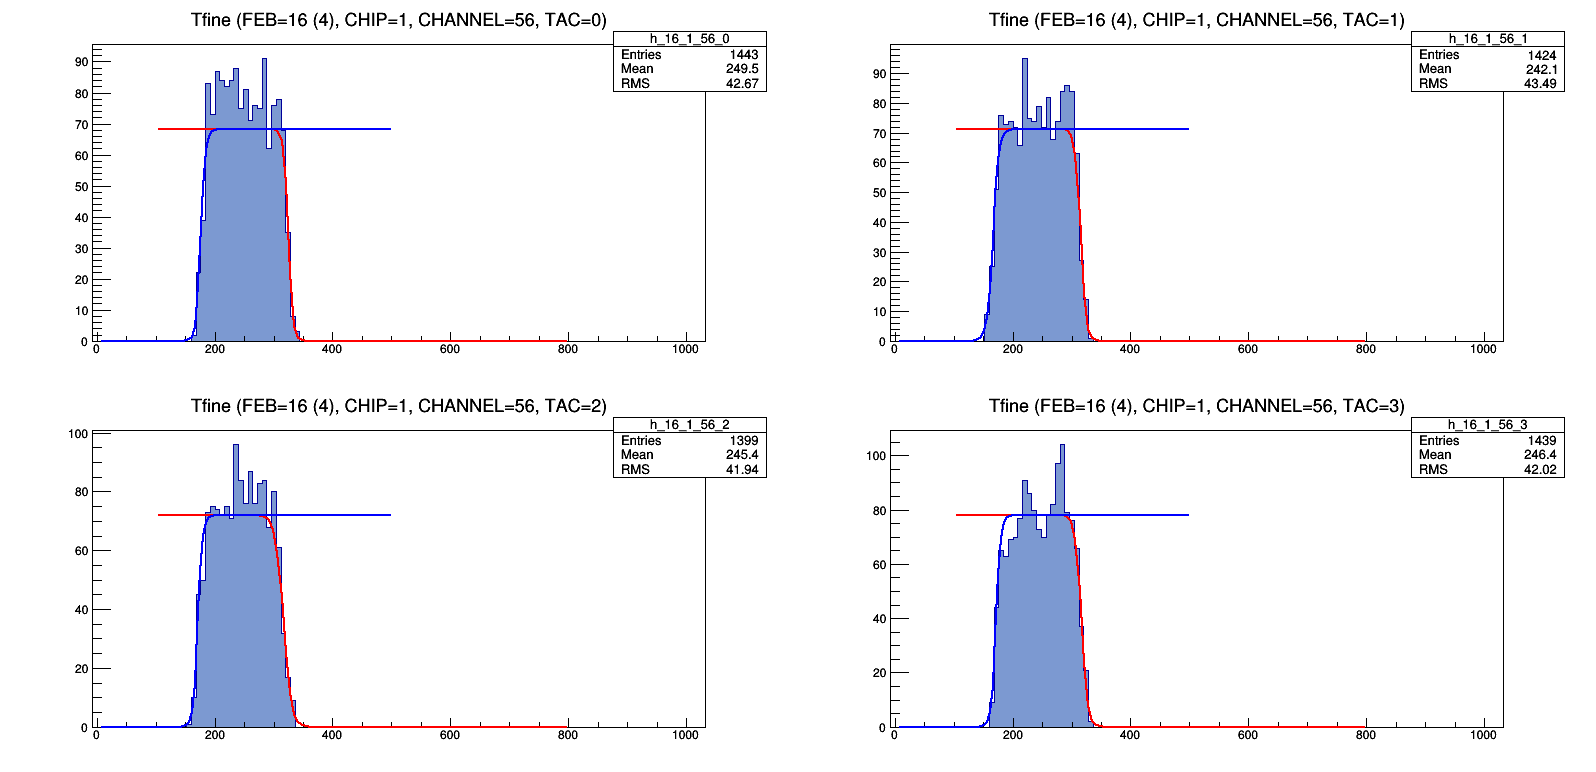 Tfine (FEB=16 (4), CHIP=1, CHANNEL=56, TAC=0)
h_16_1_56_0
Entries 1443
Mean 249.5
RMS 42.67
90
80
70
60
50
40
30
20
10
0
0 200 400 600 800 1000
Tfine (FEB=16 (4), CHIP=1, CHANNEL=56, TAC=1)
h_16_1_56_1
Entries 1424
Mean 242.1
RMS 43.49
90
80
70
60
50
40
30
20
10
0
0 200 400 600 800 1000
Tfine (FEB=16 (4), CHIP=1, CHANNEL=56, TAC=2)
h_16_1_56_2
Entries 1399
Mean 245.4
RMS 41.94
100
80
60
40
20
0
0 200 400 600 800 1000
Tfine (FEB=16 (4), CHIP=1, CHANNEL=56, TAC=3)
h_16_1_56_3
Entries 1439
Mean 246.4
RMS 42.02
100
80
60
40
20
0
0 200 400 600 800 1000